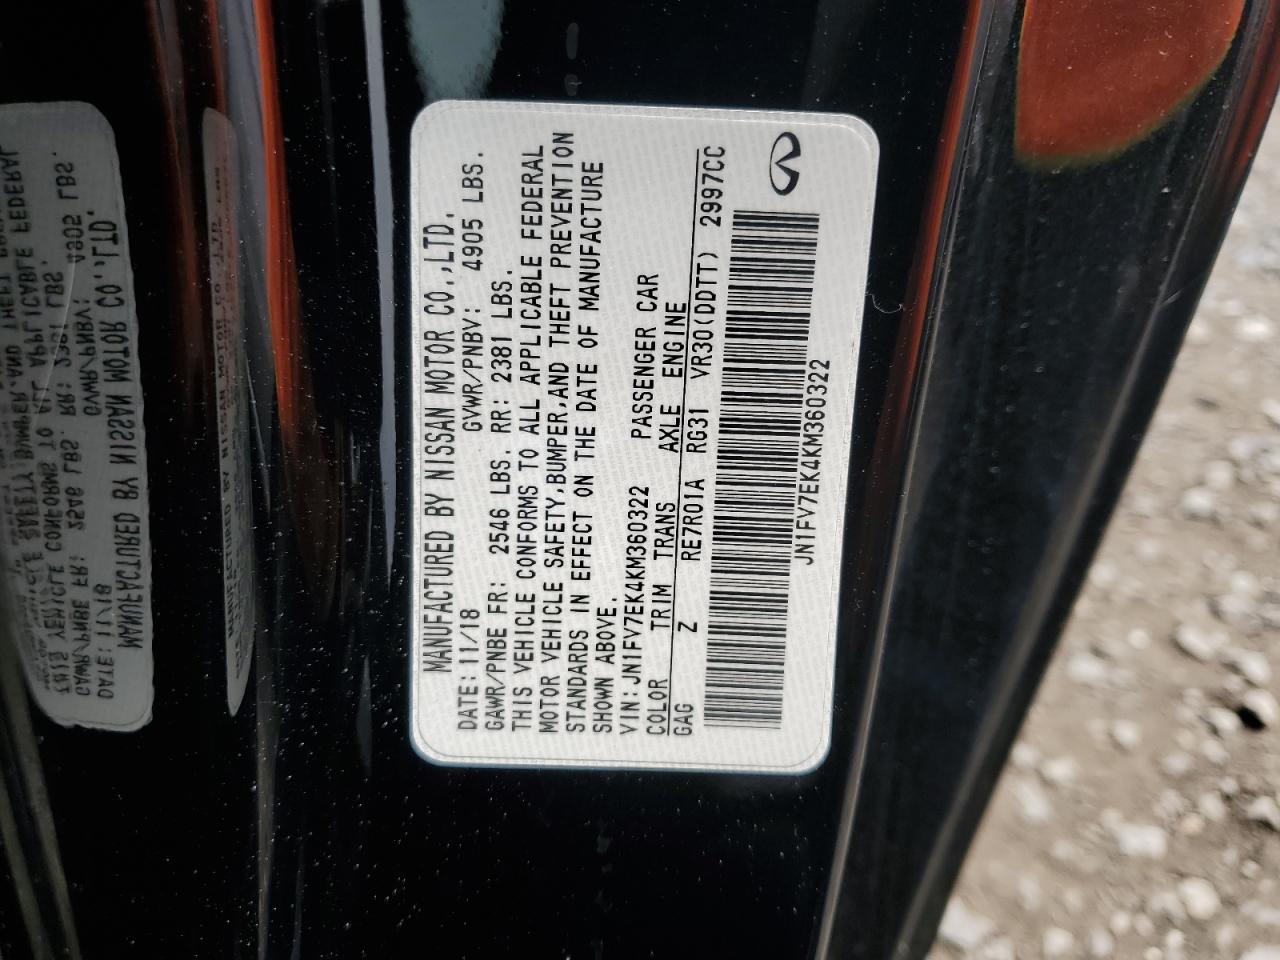 MANUFACTURED BY NISSAN MOTOR CO.,LTD.
DATE: 11/18 GVWR/PNBV: 4905 LBS.
GAWR/PNBE FR: 2546 LBS. RR: 2381 LBS.
THIS VEHICLE CONFORMS TO ALL APPLICABLE FEDERAL
MOTOR VEHICLE SAFETY,BUMPER,AND THEFT PREVENTION
STANDARDS IN EFFECT ON THE DATE OF MANUFACTURE
SHOWN ABOVE.
VIN:JN1FV7EK4KM360322 PASSENGER CAR
COLOR TRIM TRANS AXLE ENGINE
GAG Z RE7R01A RG31 VR30(DDTT) 2997CC
JN1FV7EK4KM360322